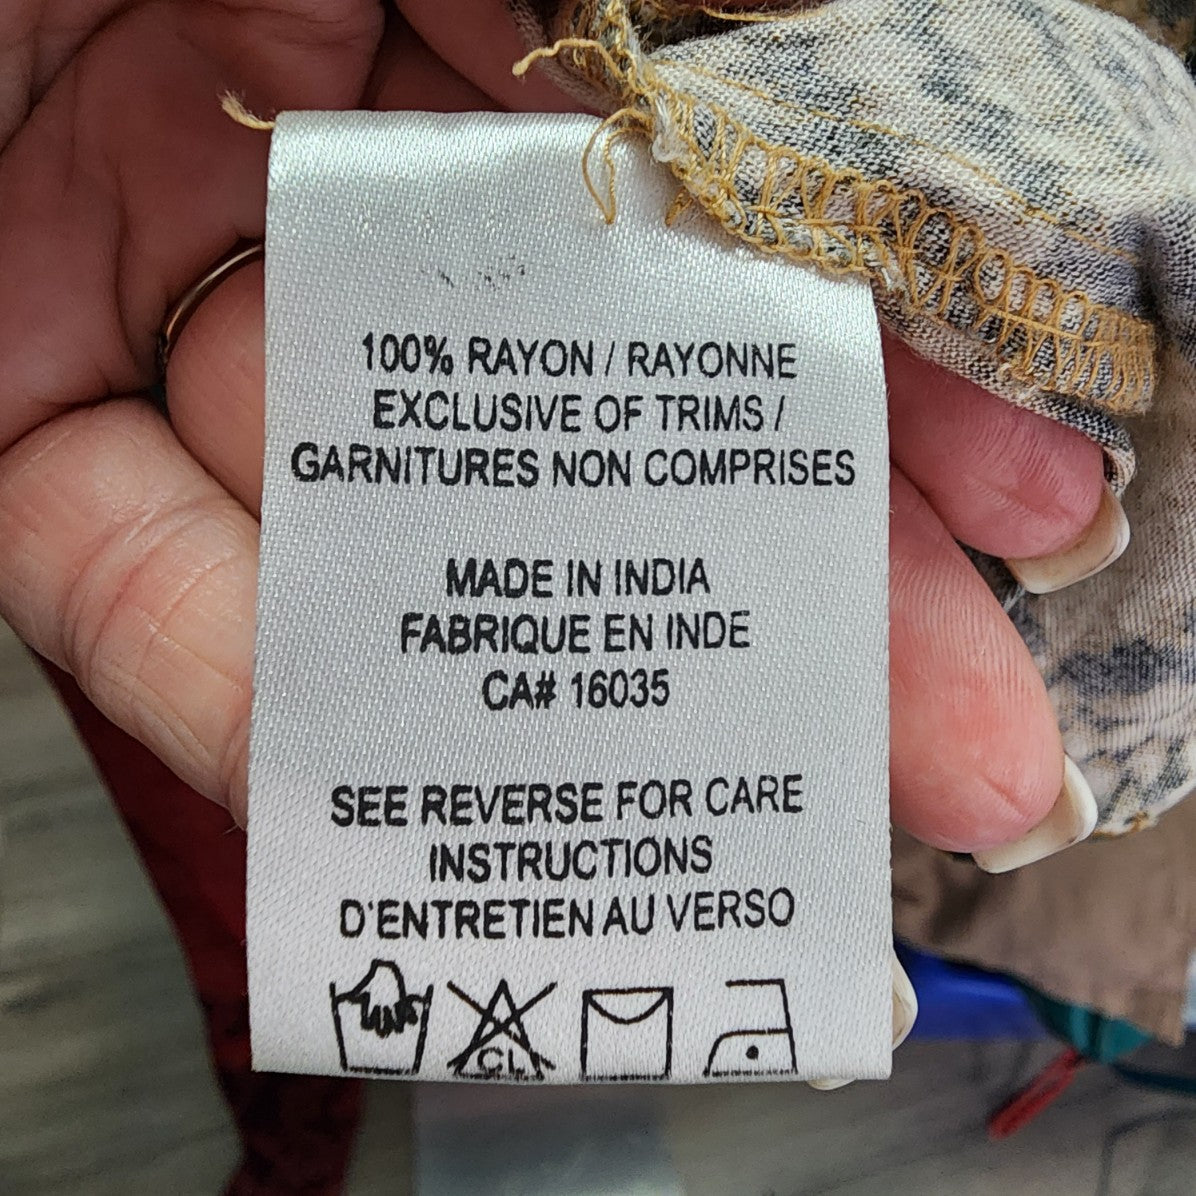 100% RAYON / RAYONNE
EXCLUSIVE OF TRIMS /
GARNITURES NON COMPRISES
MADE IN INDIA
FABRIQUE EN INDE
CA# 16035
SEE REVERSE FOR CARE
INSTRUCTIONS
D'ENTRETIEN AU VERSO
CL